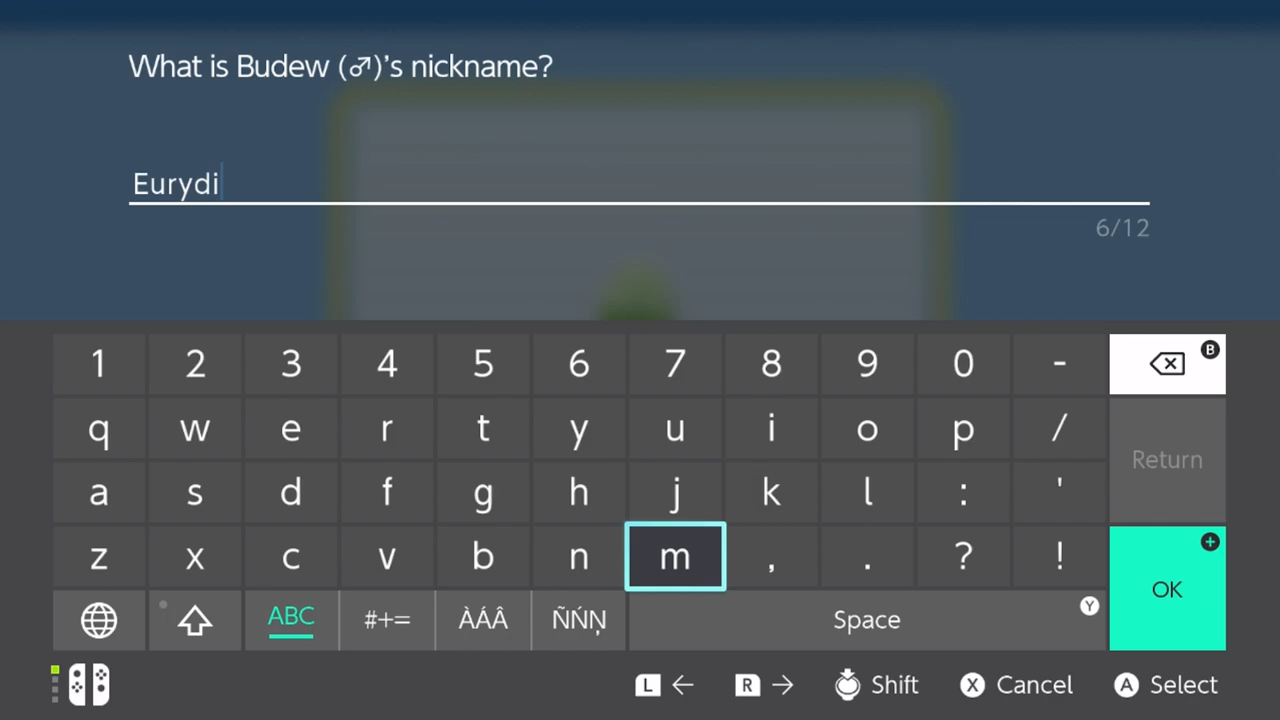 What is Budew (♂)'s nickname?
Eurydi
6/12
1 2 3 4 5 6 7 8 9 0 - B
q w e r t y u i o p / Return
a s d f g h j k l : '
z x c v b n m , . ? ! + OK
ABC #+= ÀÁÂ ÑŃŅ Space Y
L ← R → Shift X Cancel A Select